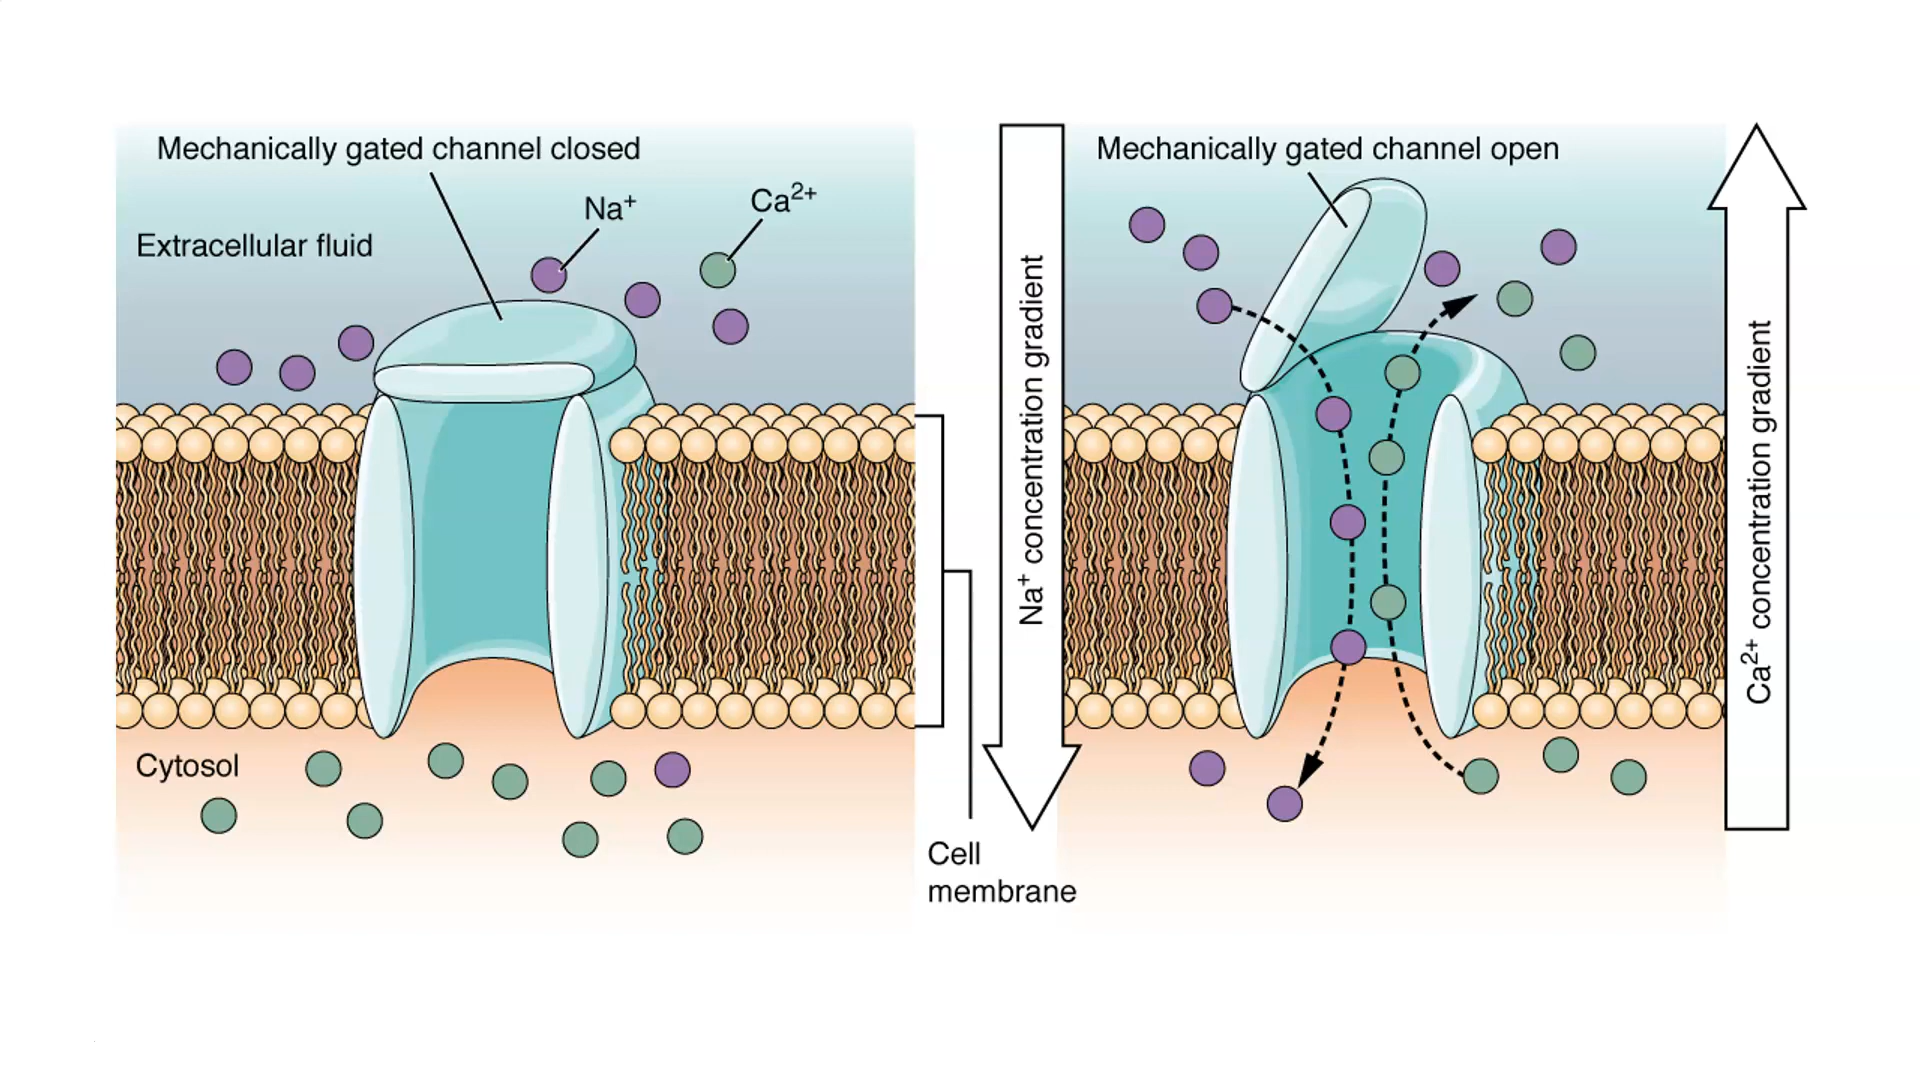 Mechanically gated channel closed
Na⁺
Ca²⁺
Extracellular fluid
Cytosol
Cell
membrane
Na⁺ concentration gradient
Mechanically gated channel open
Ca²⁺ concentration gradient